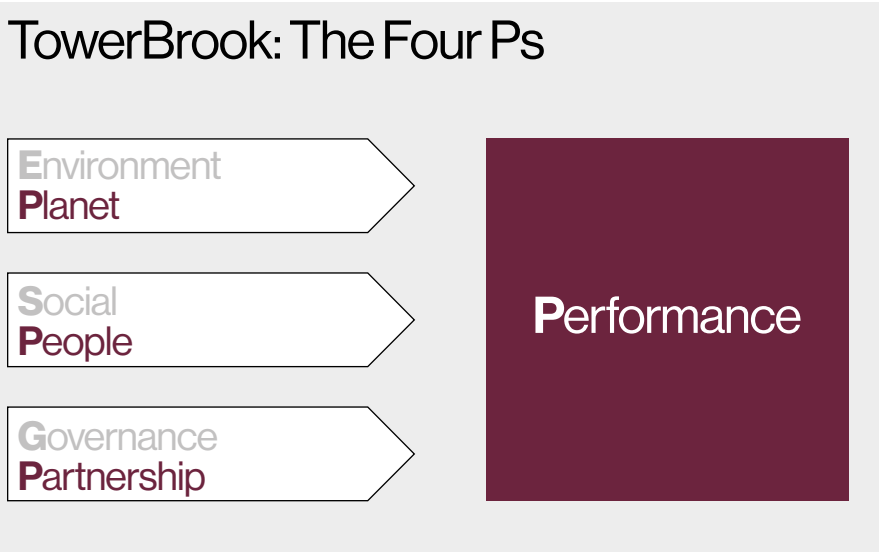 TowerBrook: The Four Ps
Environment
Planet
Social
People
Governance
Partnership
Performance